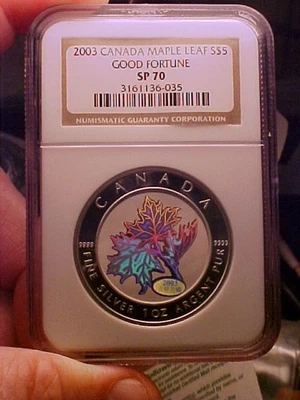 2003 CANADA MAPLE LEAF S$5
GOOD FORTUNE
SP 70
3161136-035
NUMISMATIC GUARANTY CORPORATION
CANADA
9999 9999
2003
FINE SILVER 1 OZ ARGENT PUR